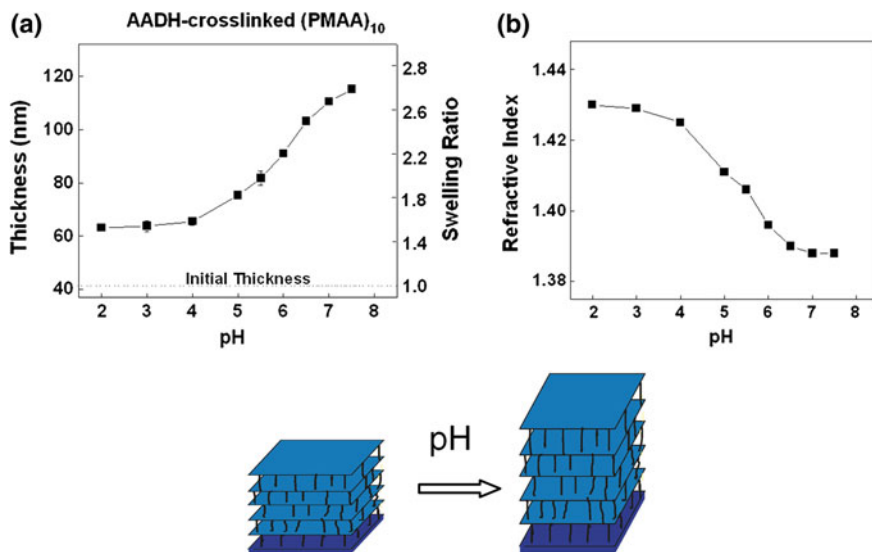 (a) AADH-crosslinked (PMAA)10
Thickness (nm)
120
100
80
60
40
2.8
2.6
2.2
1.8
1.4
1.0
Swelling Ratio
Initial Thickness
2 3 4 5 6 7 8
pH
(b)
Refractive Index
1.44
1.42
1.40
1.38
2 3 4 5 6 7 8
pH
pH